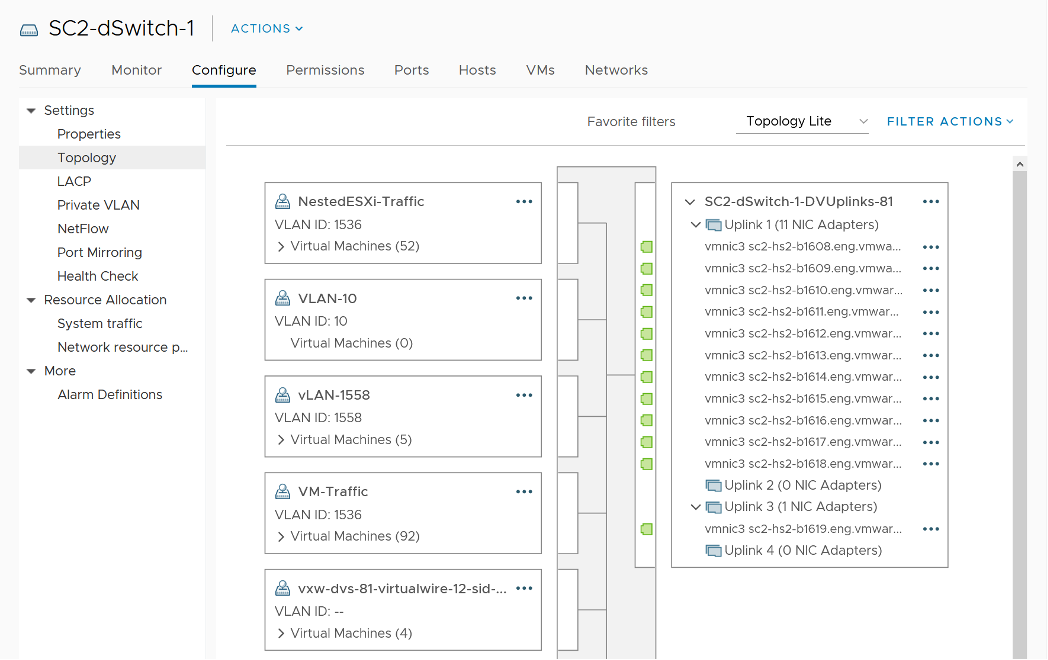 SC2-dSwitch-1 ACTIONS
Summary Monitor Configure Permissions Ports Hosts VMs Networks
Settings
Properties
Topology
LACP
Private VLAN
NetFlow
Port Mirroring
Health Check
Resource Allocation
System traffic
Network resource p...
More
Alarm Definitions
Favorite filters Topology Lite FILTER ACTIONS
NestedESXi-Traffic
VLAN ID: 1536
Virtual Machines (52)
VLAN-10
VLAN ID: 10
Virtual Machines (0)
vLAN-1558
VLAN ID: 1558
Virtual Machines (5)
VM-Traffic
VLAN ID: 1536
Virtual Machines (92)
vxw-dvs-81-virtualwire-12-sid-...
VLAN ID: --
Virtual Machines (4)
SC2-dSwitch-1-DVUplinks-81
Uplink 1 (11 NIC Adapters)
vmnic3 sc2-hs2-b1608.eng.vmwa...
vmnic3 sc2-hs2-b1609.eng.vmwa...
vmnic3 sc2-hs2-b1610.eng.vmwar...
vmnic3 sc2-hs2-b1611.eng.vmwar...
vmnic3 sc2-hs2-b1612.eng.vmwar...
vmnic3 sc2-hs2-b1613.eng.vmwar...
vmnic3 sc2-hs2-b1614.eng.vmwar...
vmnic3 sc2-hs2-b1615.eng.vmwar...
vmnic3 sc2-hs2-b1616.eng.vmwar...
vmnic3 sc2-hs2-b1617.eng.vmwar...
vmnic3 sc2-hs2-b1618.eng.vmwar...
Uplink 2 (0 NIC Adapters)
Uplink 3 (1 NIC Adapters)
vmnic3 sc2-hs2-b1619.eng.vmwar...
Uplink 4 (0 NIC Adapters)